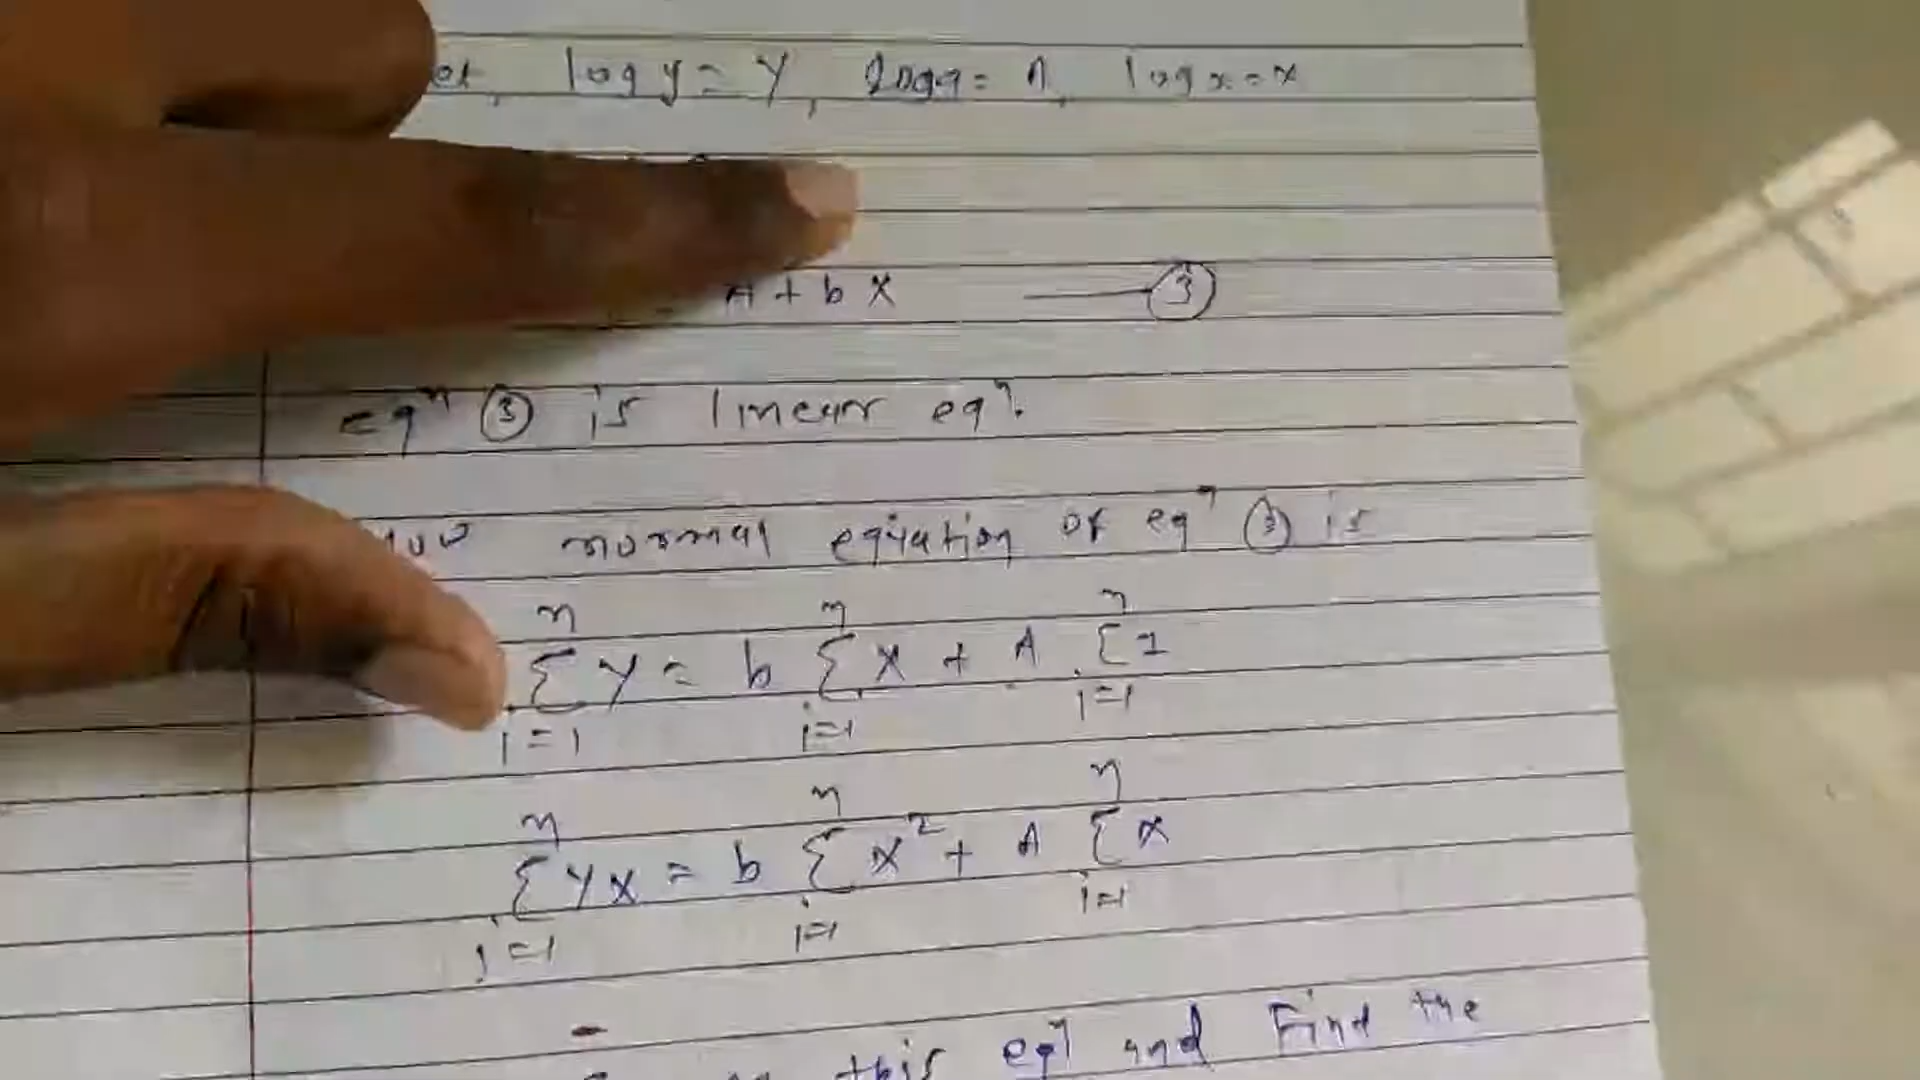 log y = Y, log a = A, log x = X
A + b X —— ③
eqⁿ ③ is linear eqⁿ.
normal equation of eqⁿ ③ is
n n n
Σ Y = b Σ X + A Σ 1
i=1 i=1 i=1
n n n
Σ YX = b Σ X² + A Σ X
i=1 i=1 i=1
this eqⁿ and Find the